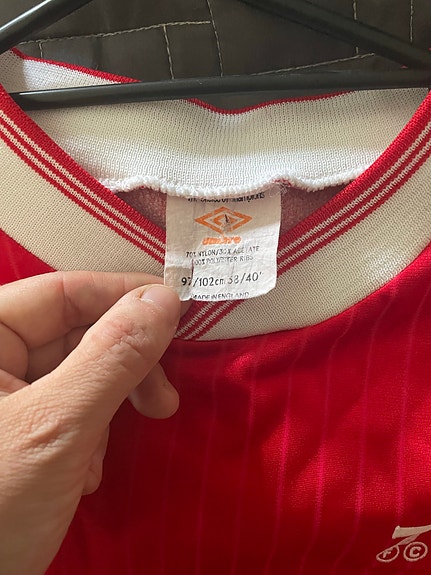 umbro
70% NYLON/30% ACETATE
100% POLYESTER RIBS
97/102cm 38/40"
MADE IN ENGLAND
F C